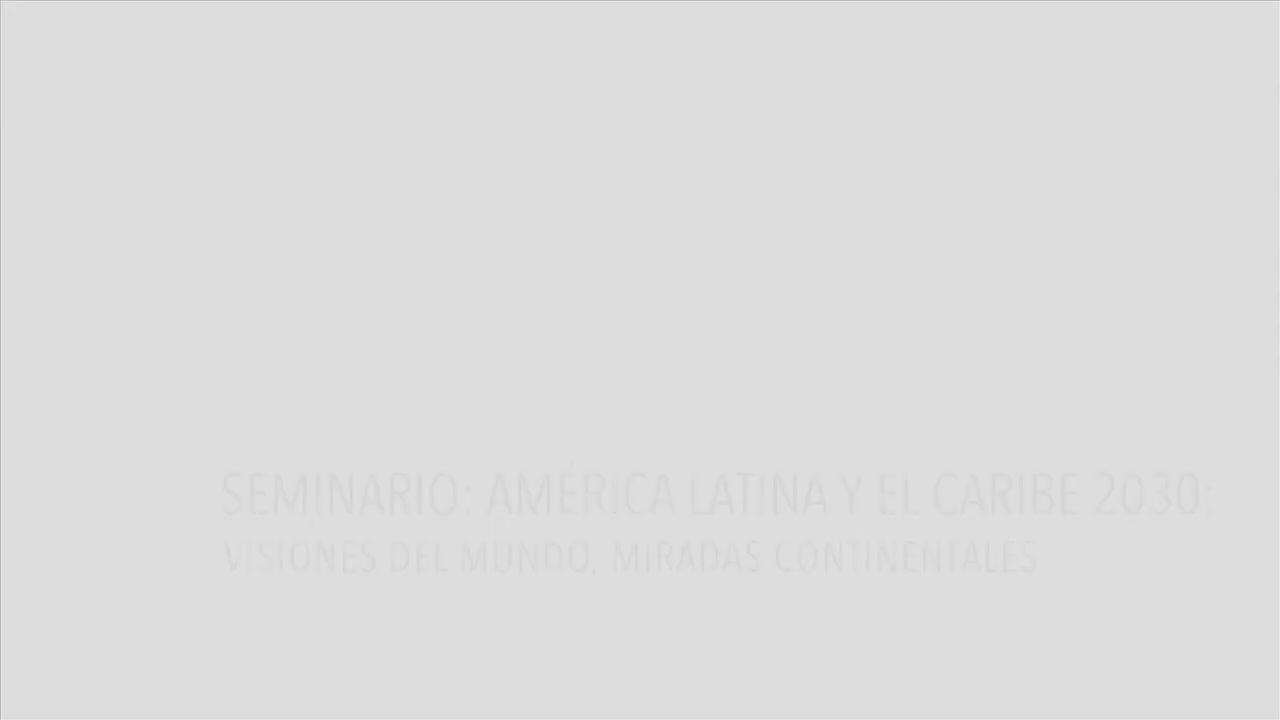 SEMINARIO: AMÉRICA LATINA Y EL CARIBE 2030:
VISIONES DEL MUNDO, MIRADAS CONTINENTALES